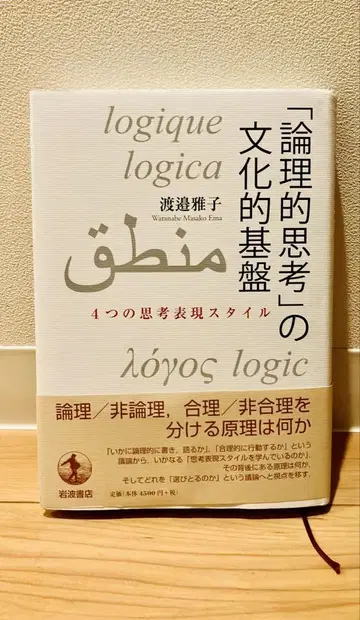 「論理的思考」の
文化的基盤
logique
logica
渡邉雅子
Watanabe Masako Ema
منطق
4つの思考表現スタイル
λόγος logic
論理／非論理，合理／非合理を
分ける原理は何か
「いかに論理的に書き，語るか」，「合理的に行動するか」という
議論から，いかなる「思考表現スタイルを学んでいるのか」，
その背後にある原理は何か，
そしてどれを「選びとるのか」という議論へと視点を移す．
岩波書店
定価（本体 4500 円＋税）